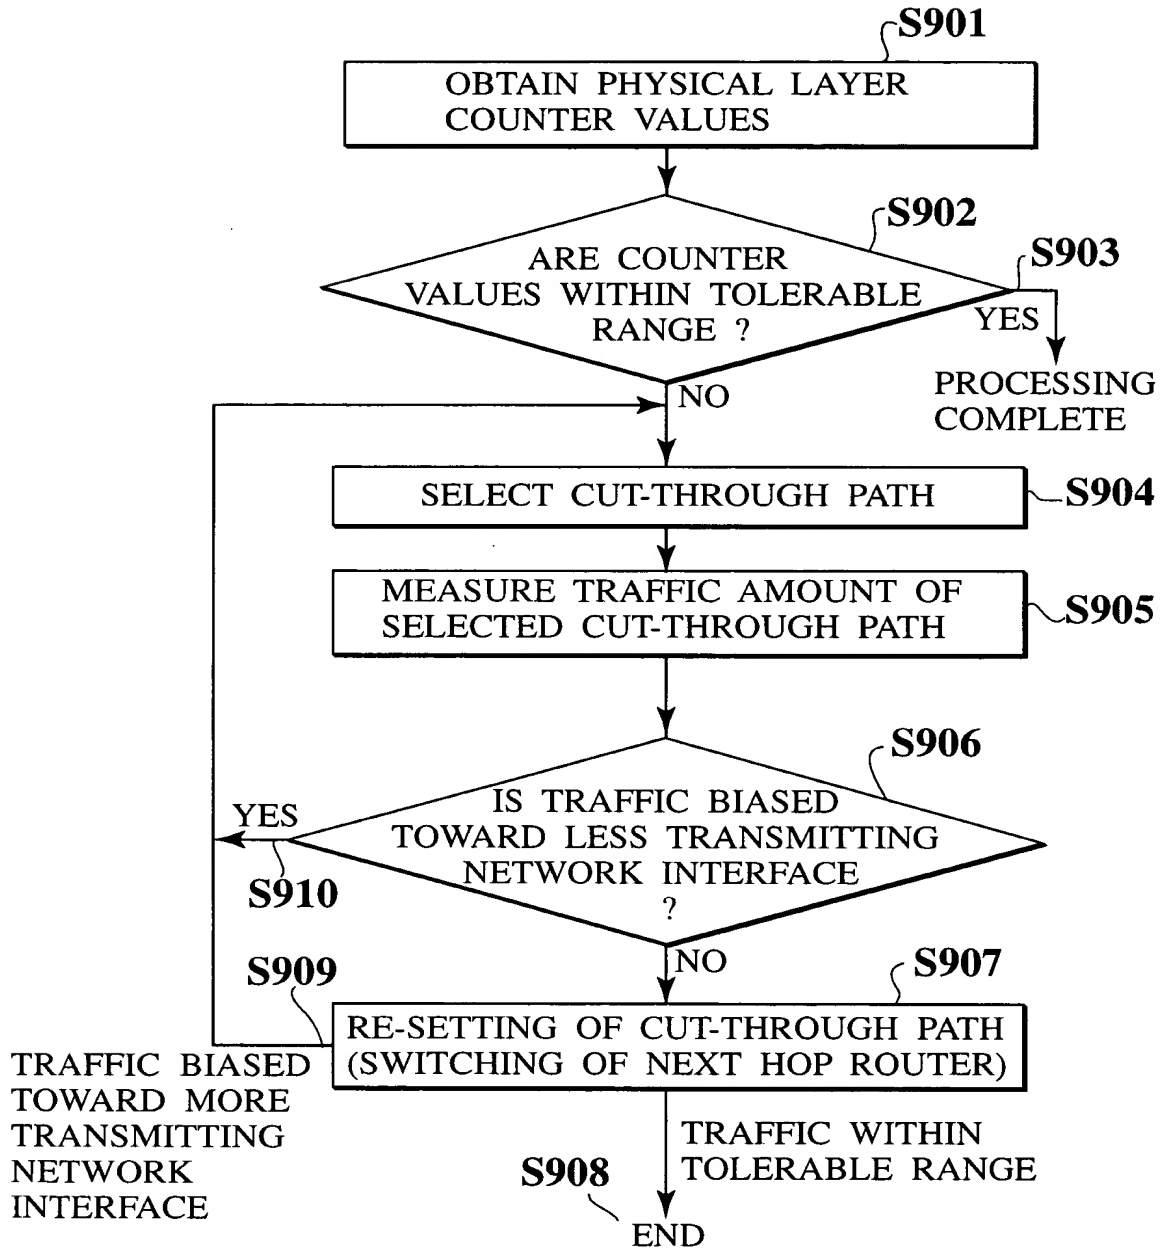 S901
OBTAIN PHYSICAL LAYER
COUNTER VALUES
S902
ARE COUNTER
VALUES WITHIN TOLERABLE
RANGE ?
S903
YES
PROCESSING
COMPLETE
NO
SELECT CUT-THROUGH PATH
S904
MEASURE TRAFFIC AMOUNT OF
SELECTED CUT-THROUGH PATH
S905
S906
IS TRAFFIC BIASED
TOWARD LESS TRANSMITTING
NETWORK INTERFACE
?
YES
S910
NO
S909
S907
RE-SETTING OF CUT-THROUGH PATH
(SWITCHING OF NEXT HOP ROUTER)
TRAFFIC BIASED
TOWARD MORE
TRANSMITTING
NETWORK
INTERFACE
TRAFFIC WITHIN
TOLERABLE RANGE
S908
END